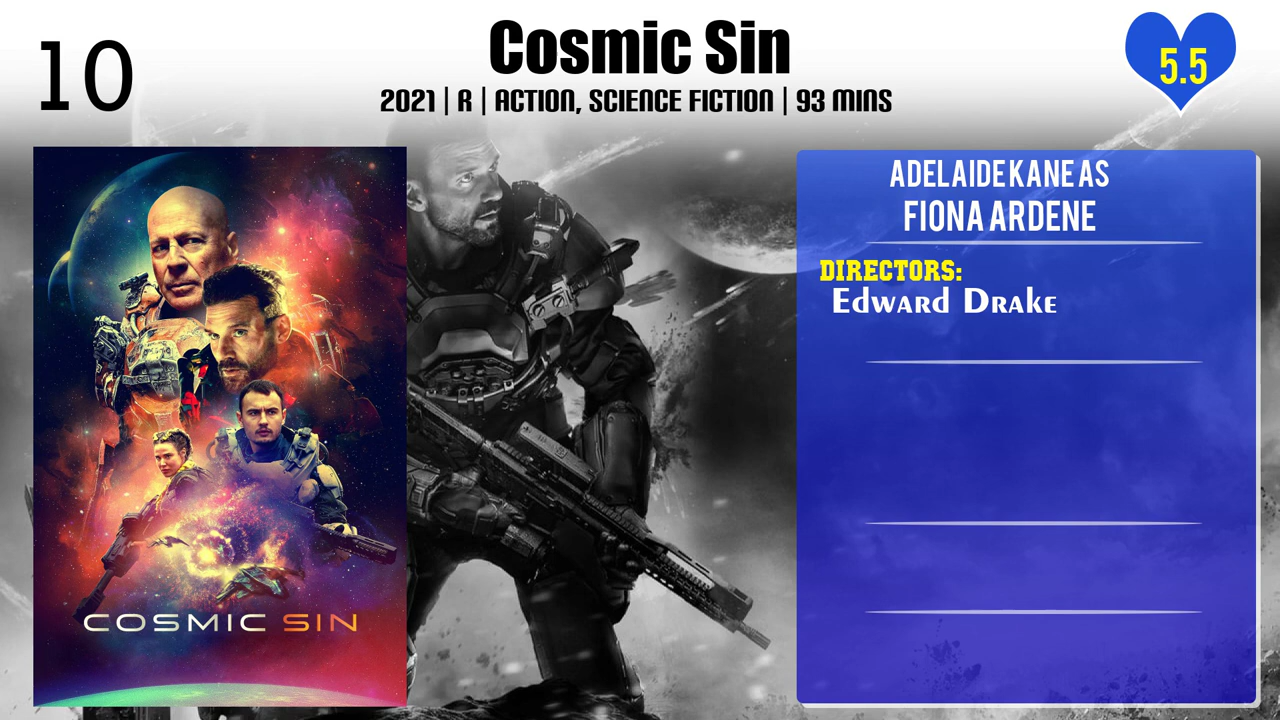 10
Cosmic Sin
2021 | R | ACTION, SCIENCE FICTION | 93 MINS
5.5
ADELAIDE KANE AS
FIONA ARDENE
DIRECTORS:
Edward Drake
COSMIC SIN